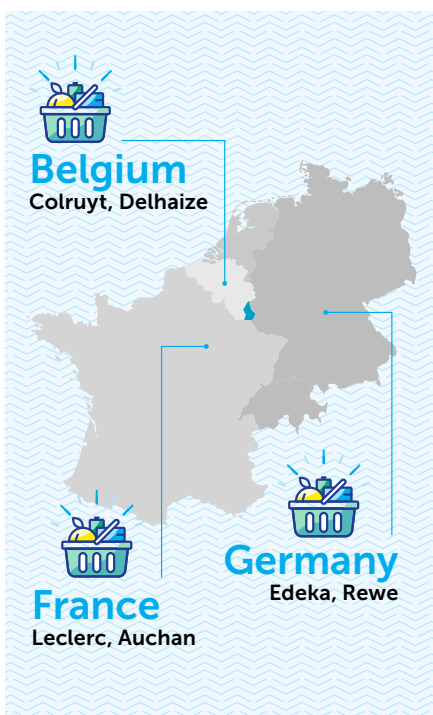 Belgium
Colruyt, Delhaize
Germany
Edeka, Rewe
France
Leclerc, Auchan